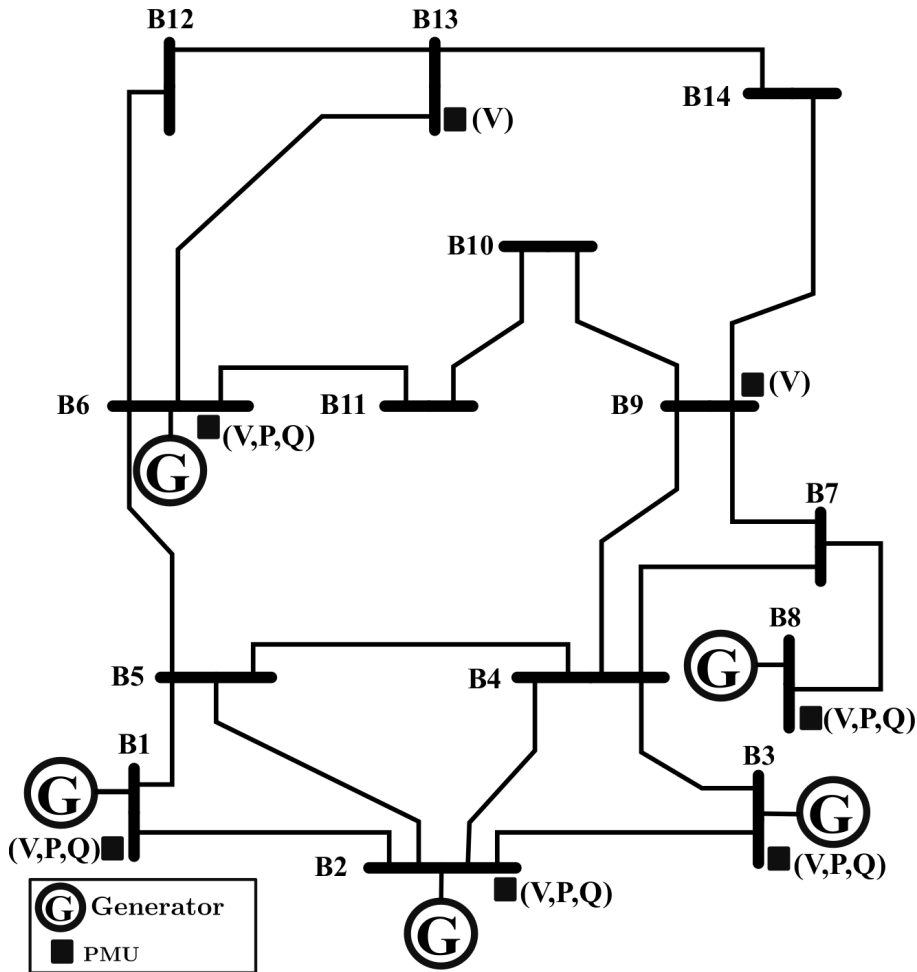 B12
B13
B14
(V)
B10
(V)
B6
B11
B9
(V,P,Q)
G
B7
B8
G
B5
B4
(V,P,Q)
B1
B3
G
G
(V,P,Q)
B2
(V,P,Q)
(V,P,Q)
G
G Generator
PMU